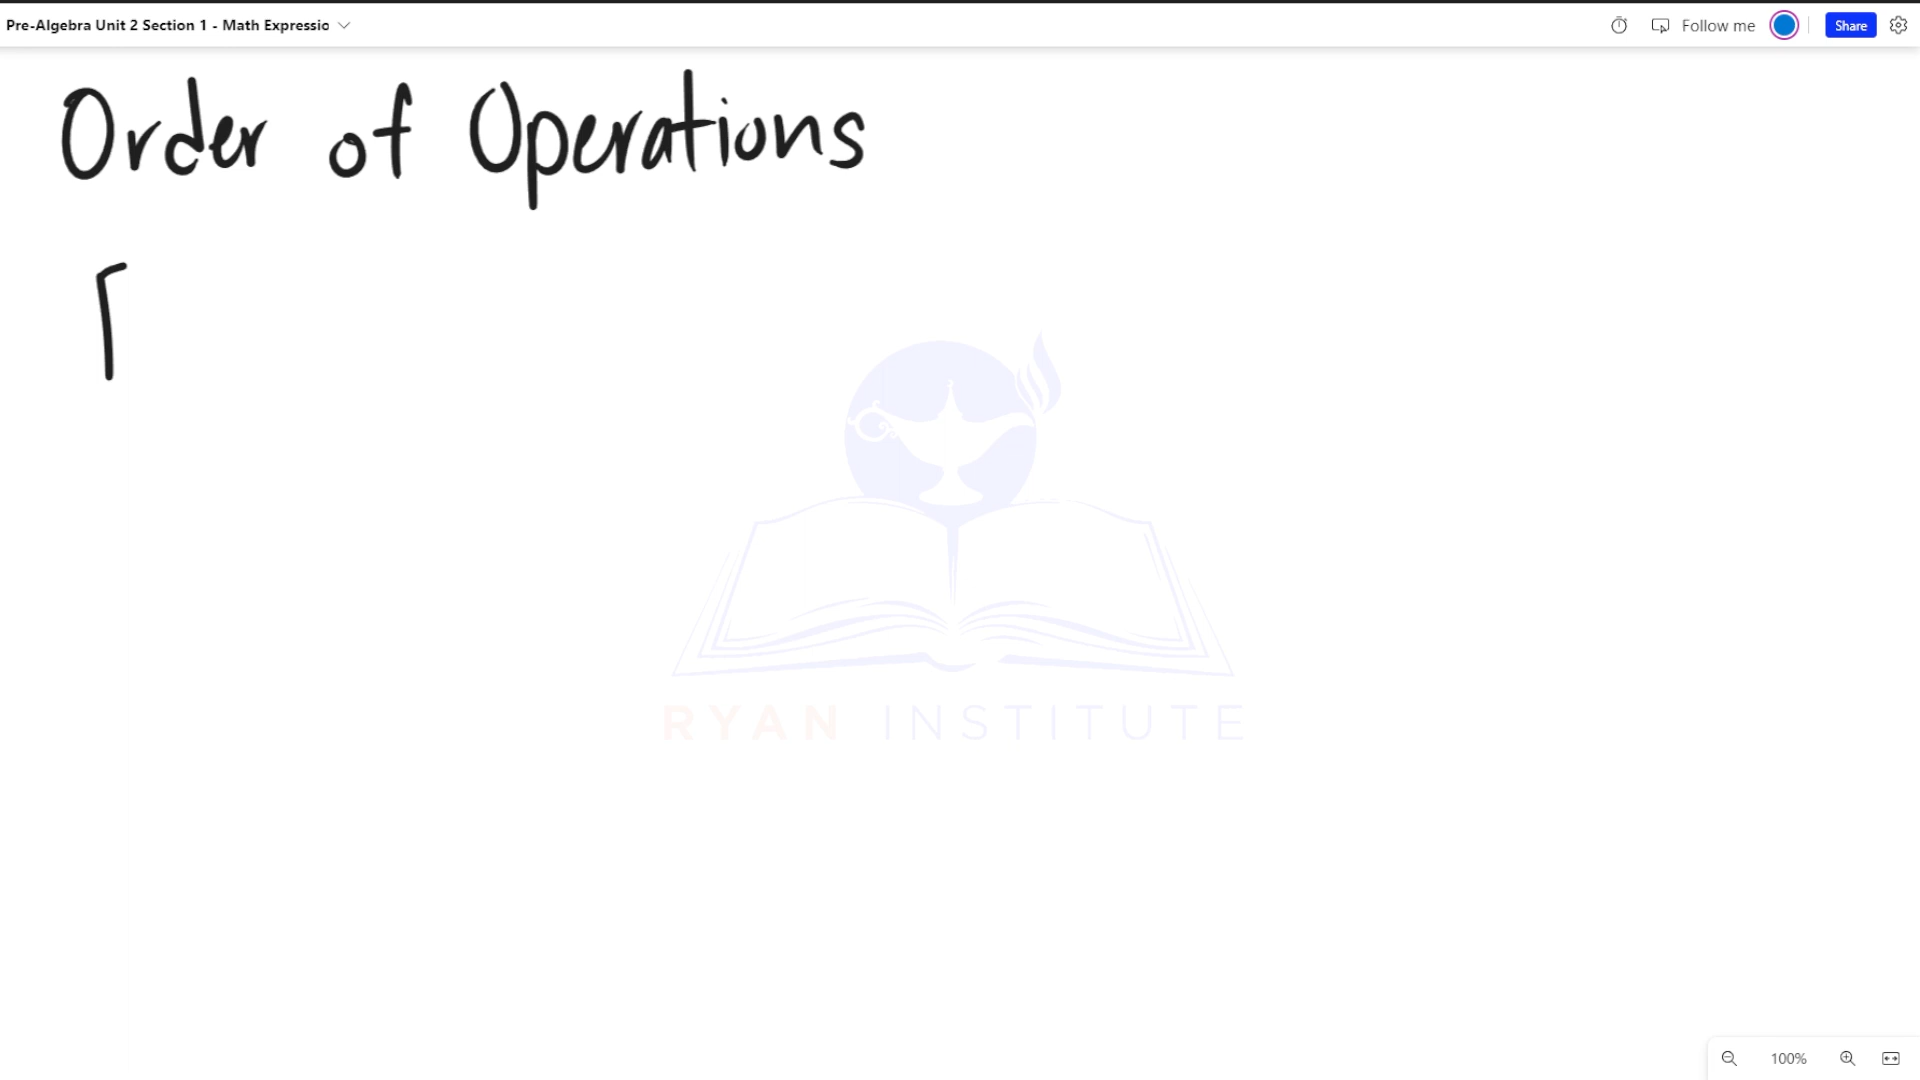 Pre-Algebra Unit 2 Section 1 - Math Expressio
Follow me
Share
Order of Operations
RYAN INSTITUTE
100%